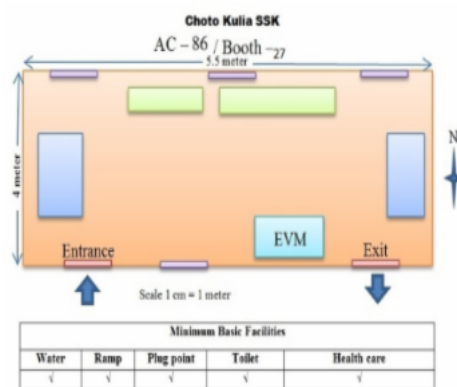 Choto Kulia SSK
AC – 86 / Booth –27
5.5 meter
4 meter
N
Entrance
EVM
Exit
Scale 1 cm = 1 meter
Minimum Basic Facilities
Water Ramp Plug point Toilet Health care
√ √ √ √ √